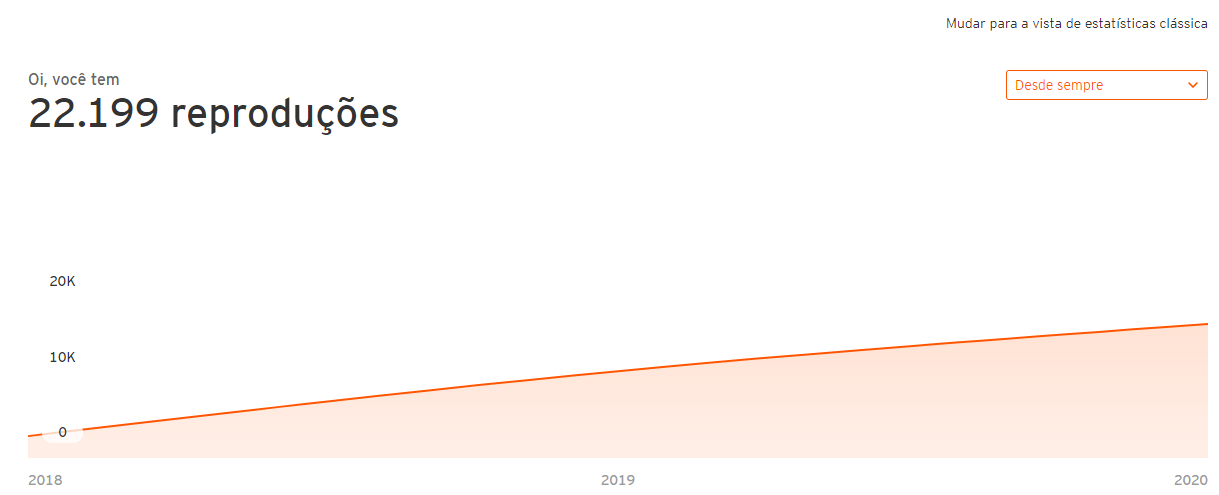 Mudar para a vista de estatísticas clássica
Oi, você tem
22.199 reproduções
Desde sempre
20K
10K
0
2018
2019
2020